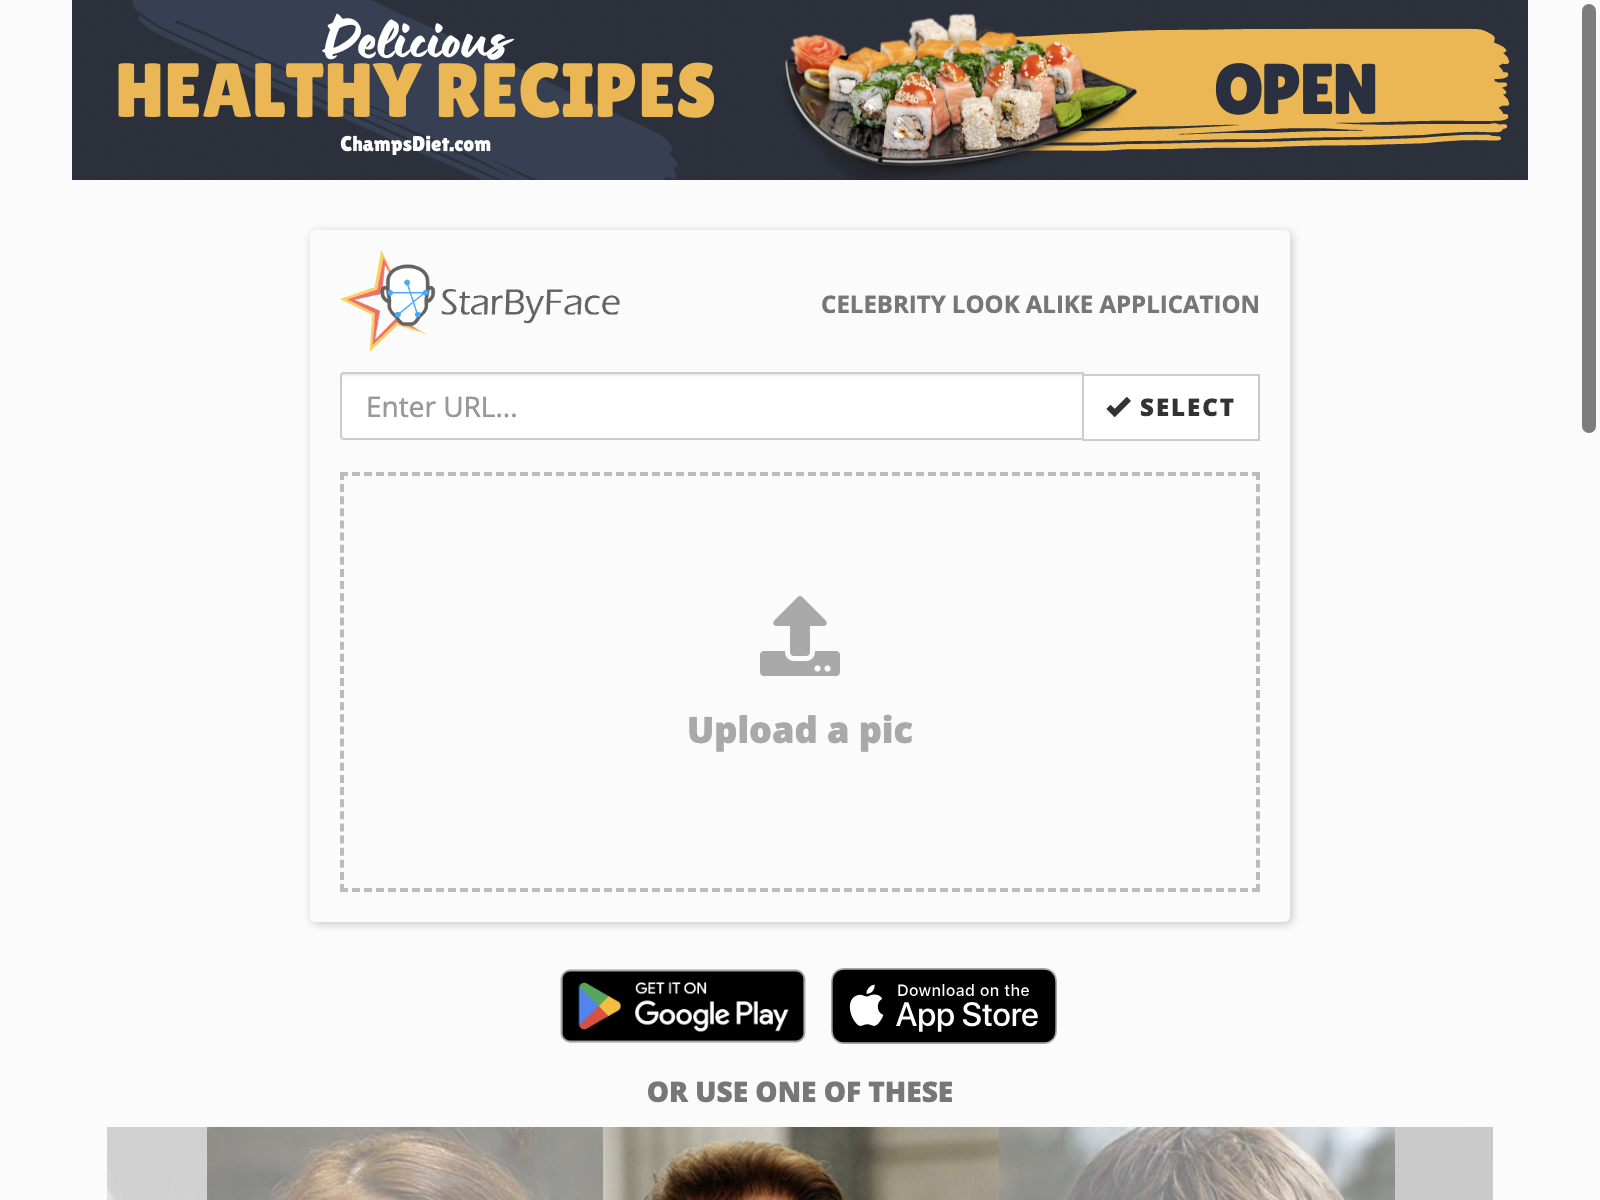 Delicious
HEALTHY RECIPES
ChampsDiet.com
OPEN
StarByFace
CELEBRITY LOOK ALIKE APPLICATION
Enter URL...
SELECT
Upload a pic
GET IT ON
Google Play
Download on the
App Store
OR USE ONE OF THESE